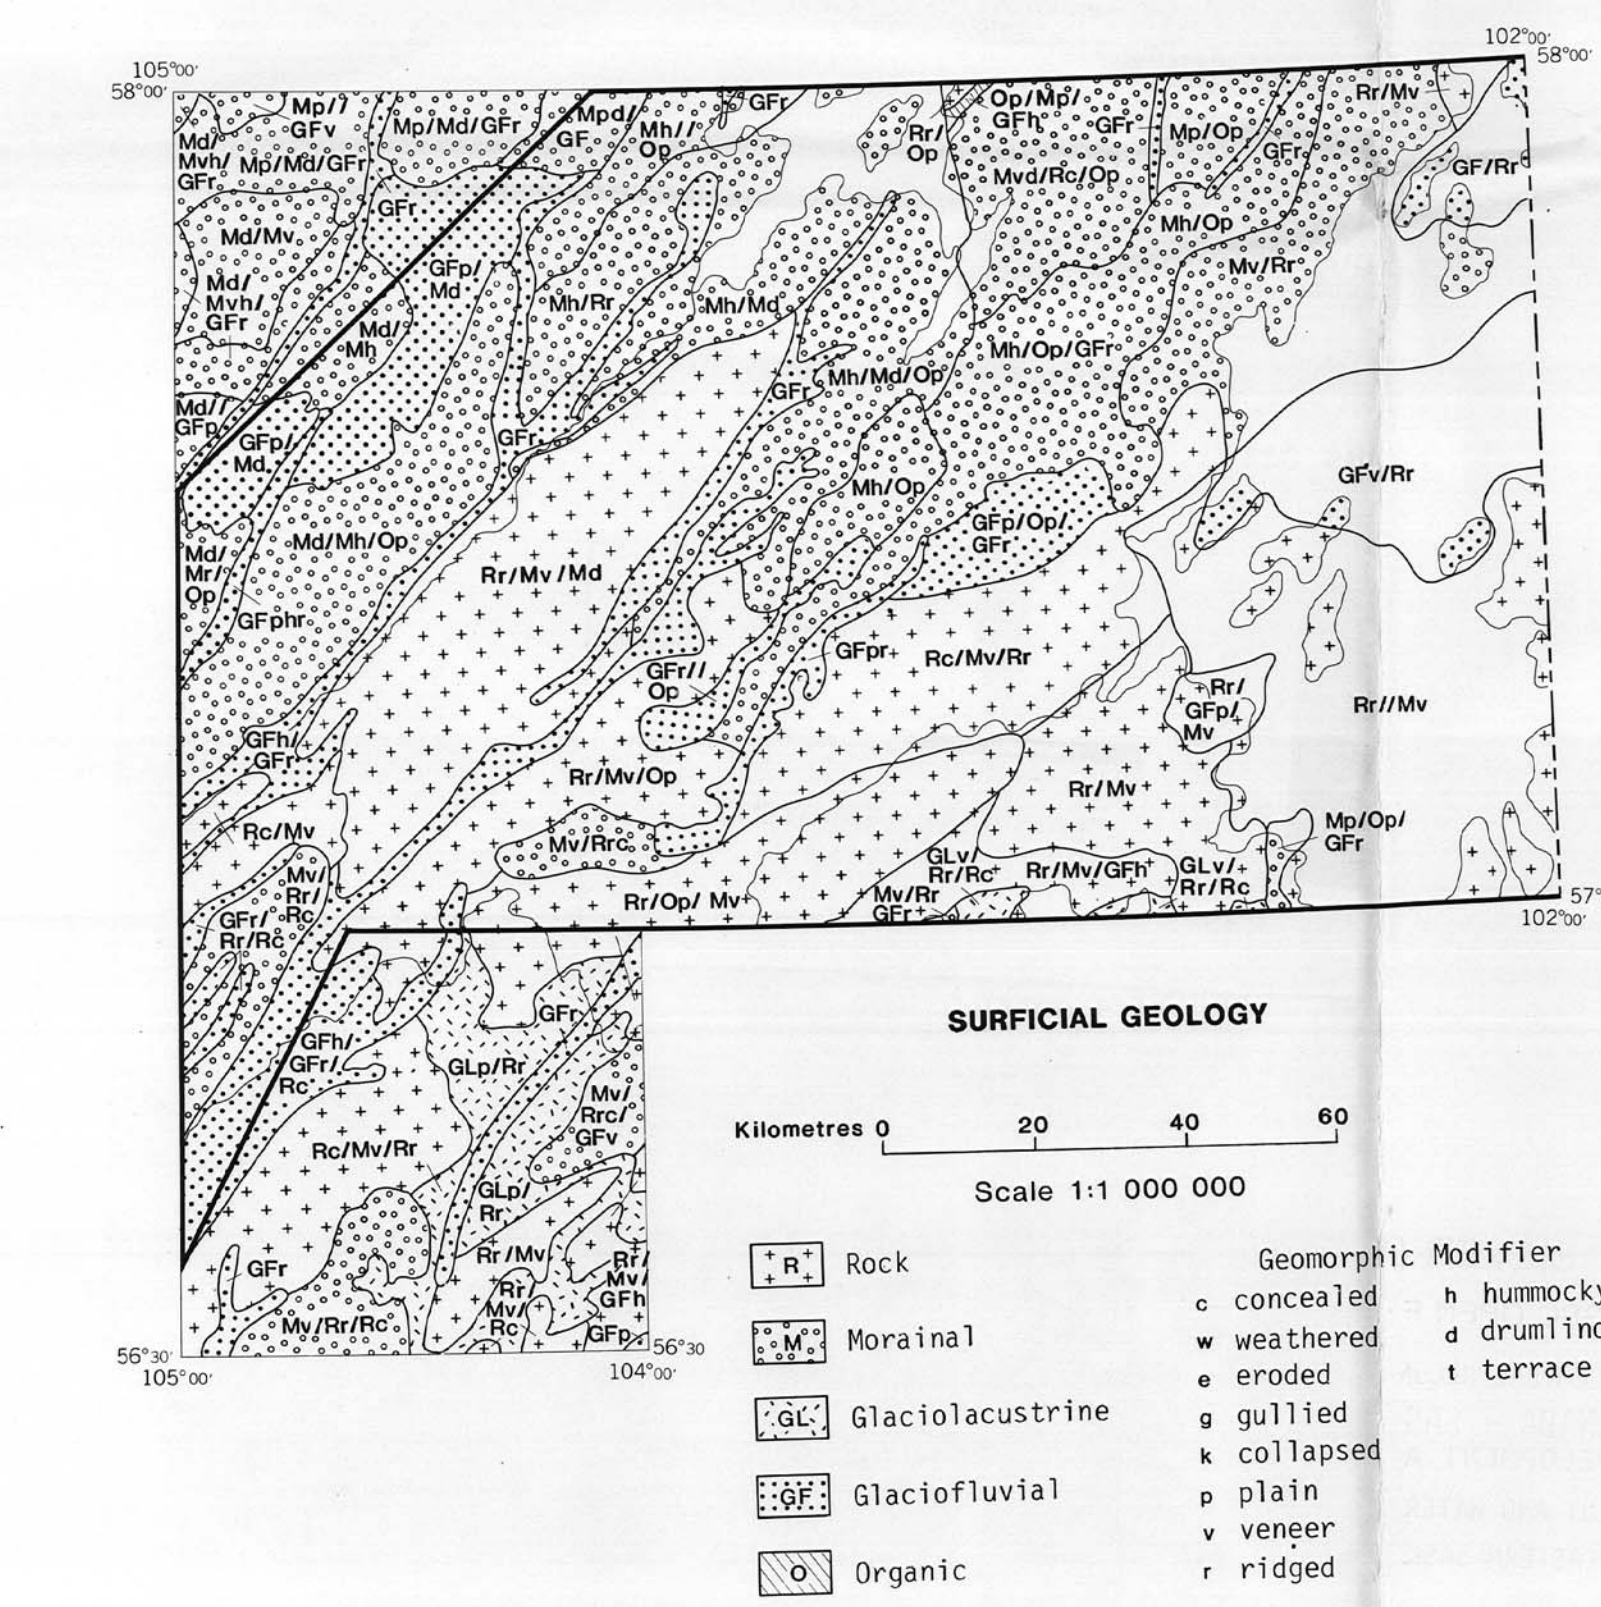 105°00'
102°00'
58°00'
58°00'
Mp//
GFv
Mp/Md/GFr
Mpd/
GF
Mh//
Op
GFr
Rr/
Op
Op/Mp/
GFh
GFr
Mp/Op
GFr
Rr/Mv
GF/Rr
Md/
Mvh/
GFr
Mp/Md/GFr
GFr
Mvd/Rc/Op
Mh/Op
Mv/Rr
Md/Mv
Md/
Mvh/
GFr
GFp/
Md
Mh/Rr
Mh/Md
Md/
Mh
Mh/Op/GFr
Mh/Md/Op
GFr
Md//
GFp
GFp/
Md
GFr
Mh/Op
GFv/Rr
GFp/Op/
GFr
Md/Mh/Op
Md/
Mr/
Op
Rr/Mv/Md
GFphr
GFr//
Op
GFpr
Rc/Mv/Rr
Rr/
GFp/
Mv
Rr//Mv
GFh/
GFr
Rr/Mv/Op
Rr/Mv
Rc/Mv
Mv/Rrc
Mp/Op/
GFr
Mv/
Rr/
Rc
GLv/
Rr/Rc
Rr/Mv/GFh
GLv/
Rr/Rc
GFr/
Rr/Rc
Rr/Op/Mv
Mv/Rr
GFr
57°
102°00'
GFr
GFh/
GFr/
Rc
GLp/Rr
Mv/
Rrc/
GFv
Rc/Mv/Rr
GLp/
Rr
Rr/Mv
GFr
Rr/
Mv/
Rc
Rr/
Mv/
GFh
Mv/Rr/Rc
GFp
56°30'
56°30
105°00'
104°00'
SURFICIAL GEOLOGY
Kilometres 0 20 40 60
Scale 1:1 000 000
R Rock
M Morainal
GL Glaciolacustrine
GF Glaciofluvial
O Organic
Geomorphic Modifier
c concealed
w weathered
e eroded
g gullied
k collapsed
p plain
v veneer
r ridged
h hummocky
d drumlino
t terrace